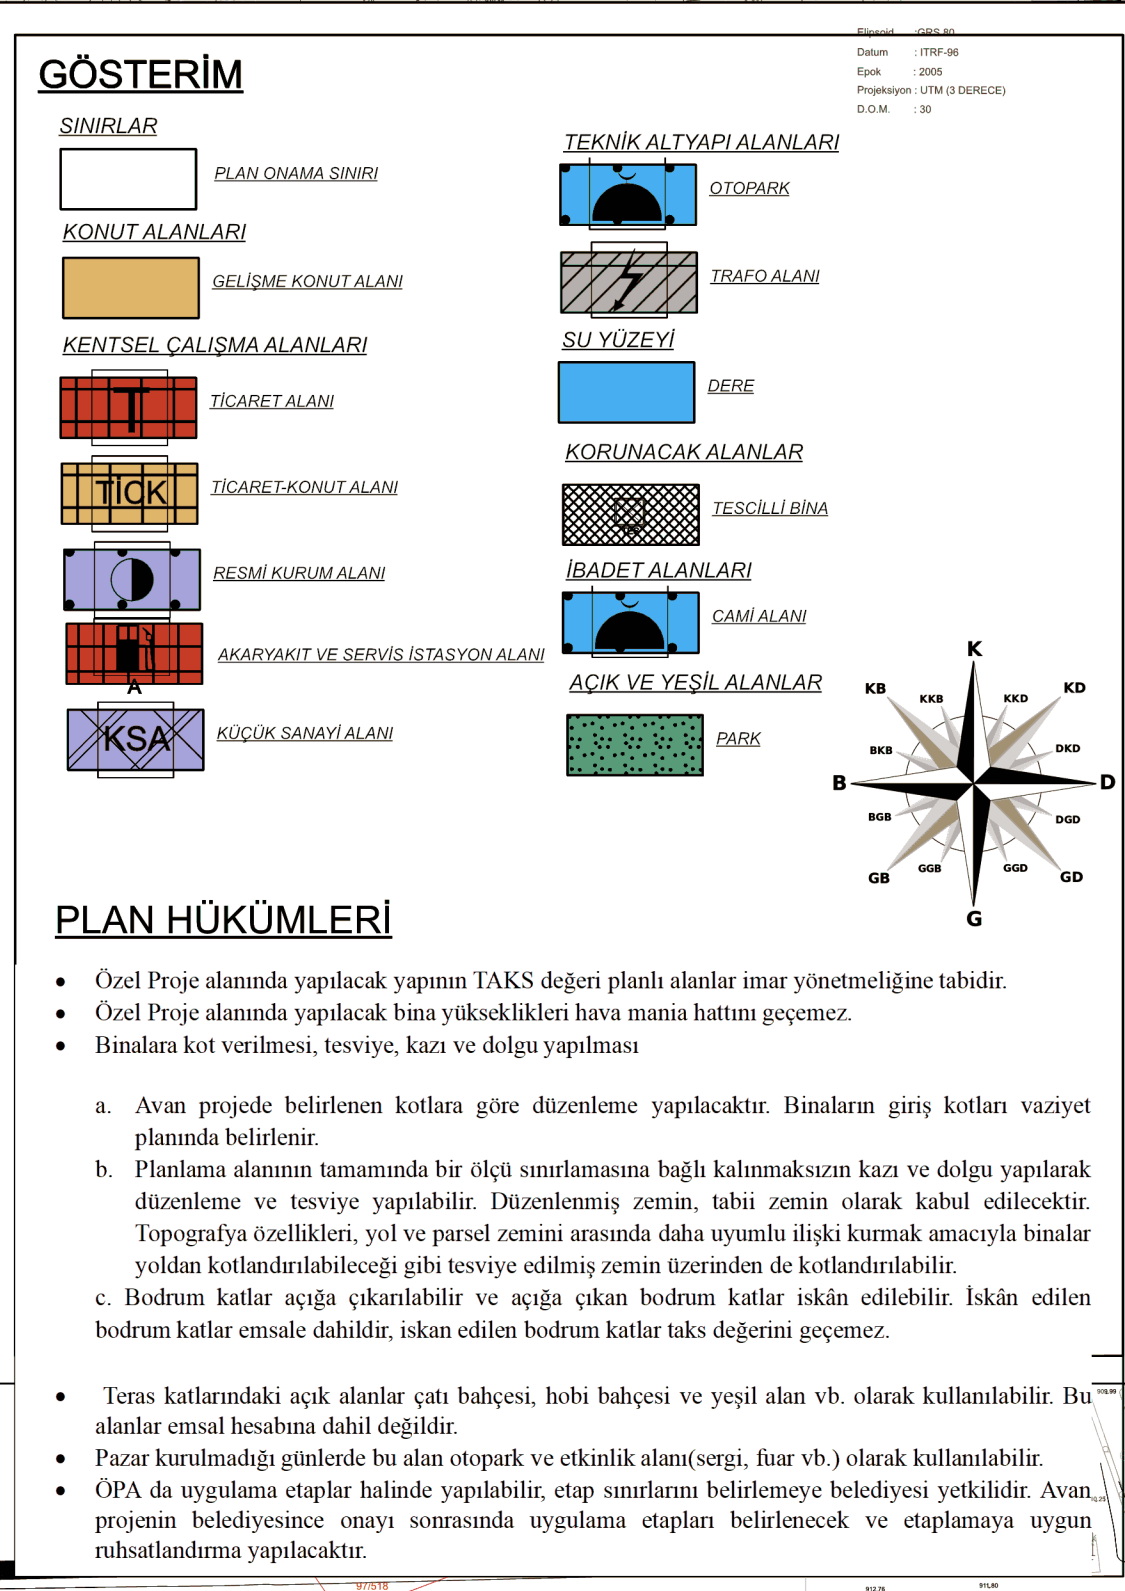 Elipsoid :GRS 80
Datum : ITRF-96
Epok : 2005
Projeksiyon : UTM (3 DERECE)
D.O.M. : 30
GÖSTERİM
SINIRLAR
PLAN ONAMA SINIRI
KONUT ALANLARI
GELİŞME KONUT ALANI
KENTSEL ÇALIŞMA ALANLARI
T
TİCARET ALANI
TİCK
TİCARET-KONUT ALANI
RESMİ KURUM ALANI
AKARYAKIT VE SERVİS İSTASYON ALANI
A
KSA
KÜÇÜK SANAYİ ALANI
TEKNİK ALTYAPI ALANLARI
OTOPARK
TRAFO ALANI
SU YÜZEYİ
DERE
KORUNACAK ALANLAR
TESCİLLİ BİNA
İBADET ALANLARI
CAMİ ALANI
AÇIK VE YEŞİL ALANLAR
PARK
K
KB
KKB
KKD
KD
BKB
DKD
B
D
BGB
DGD
GB
GGB
GGD
GD
G
PLAN HÜKÜMLERİ
• Özel Proje alanında yapılacak yapının TAKS değeri planlı alanlar imar yönetmeliğine tabidir.
• Özel Proje alanında yapılacak bina yükseklikleri hava mania hattını geçemez.
• Binalara kot verilmesi, tesviye, kazı ve dolgu yapılması
a. Avan projede belirlenen kotlara göre düzenleme yapılacaktır. Binaların giriş kotları vaziyet
planında belirlenir.
b. Planlama alanının tamamında bir ölçü sınırlamasına bağlı kalınmaksızın kazı ve dolgu yapılarak
düzenleme ve tesviye yapılabilir. Düzenlenmiş zemin, tabii zemin olarak kabul edilecektir.
Topografya özellikleri, yol ve parsel zemini arasında daha uyumlu ilişki kurmak amacıyla binalar
yoldan kotlandırılabileceği gibi tesviye edilmiş zemin üzerinden de kotlandırılabilir.
c. Bodrum katlar açığa çıkarılabilir ve açığa çıkan bodrum katlar iskân edilebilir. İskân edilen
bodrum katlar emsale dahildir, iskan edilen bodrum katlar taks değerini geçemez.
• Teras katlarındaki açık alanlar çatı bahçesi, hobi bahçesi ve yeşil alan vb. olarak kullanılabilir. Bu
alanlar emsal hesabına dahil değildir.
• Pazar kurulmadığı günlerde bu alan otopark ve etkinlik alanı(sergi, fuar vb.) olarak kullanılabilir.
• ÖPA da uygulama etaplar halinde yapılabilir, etap sınırlarını belirlemeye belediyesi yetkilidir. Avan
projenin belediyesince onayı sonrasında uygulama etapları belirlenecek ve etaplamaya uygun
ruhsatlandırma yapılacaktır.
909,99
97/518
912,76
911,80